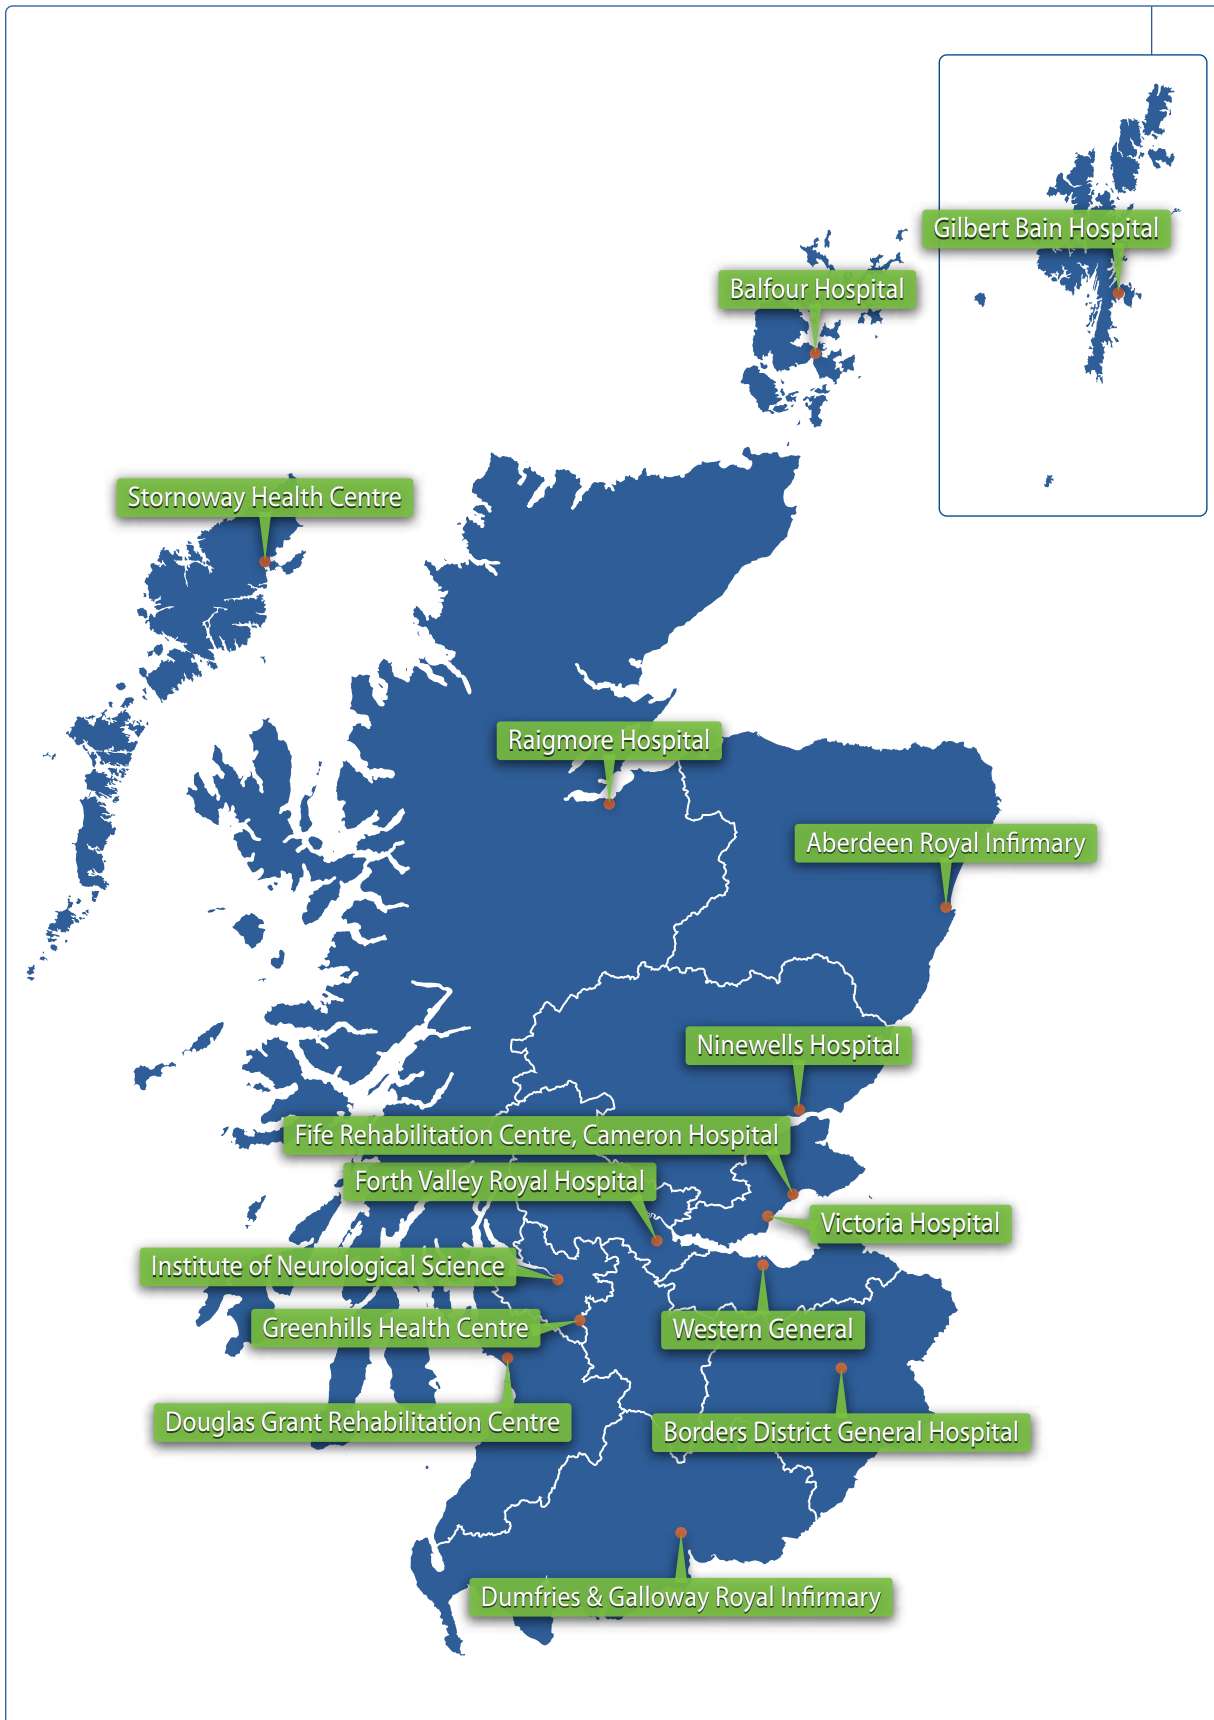 Gilbert Bain Hospital
Balfour Hospital
Stornoway Health Centre
Raigmore Hospital
Aberdeen Royal Infirmary
Ninewells Hospital
Fife Rehabilitation Centre, Cameron Hospital
Forth Valley Royal Hospital
Victoria Hospital
Institute of Neurological Science
Greenhills Health Centre
Western General
Douglas Grant Rehabilitation Centre
Borders District General Hospital
Dumfries & Galloway Royal Infirmary